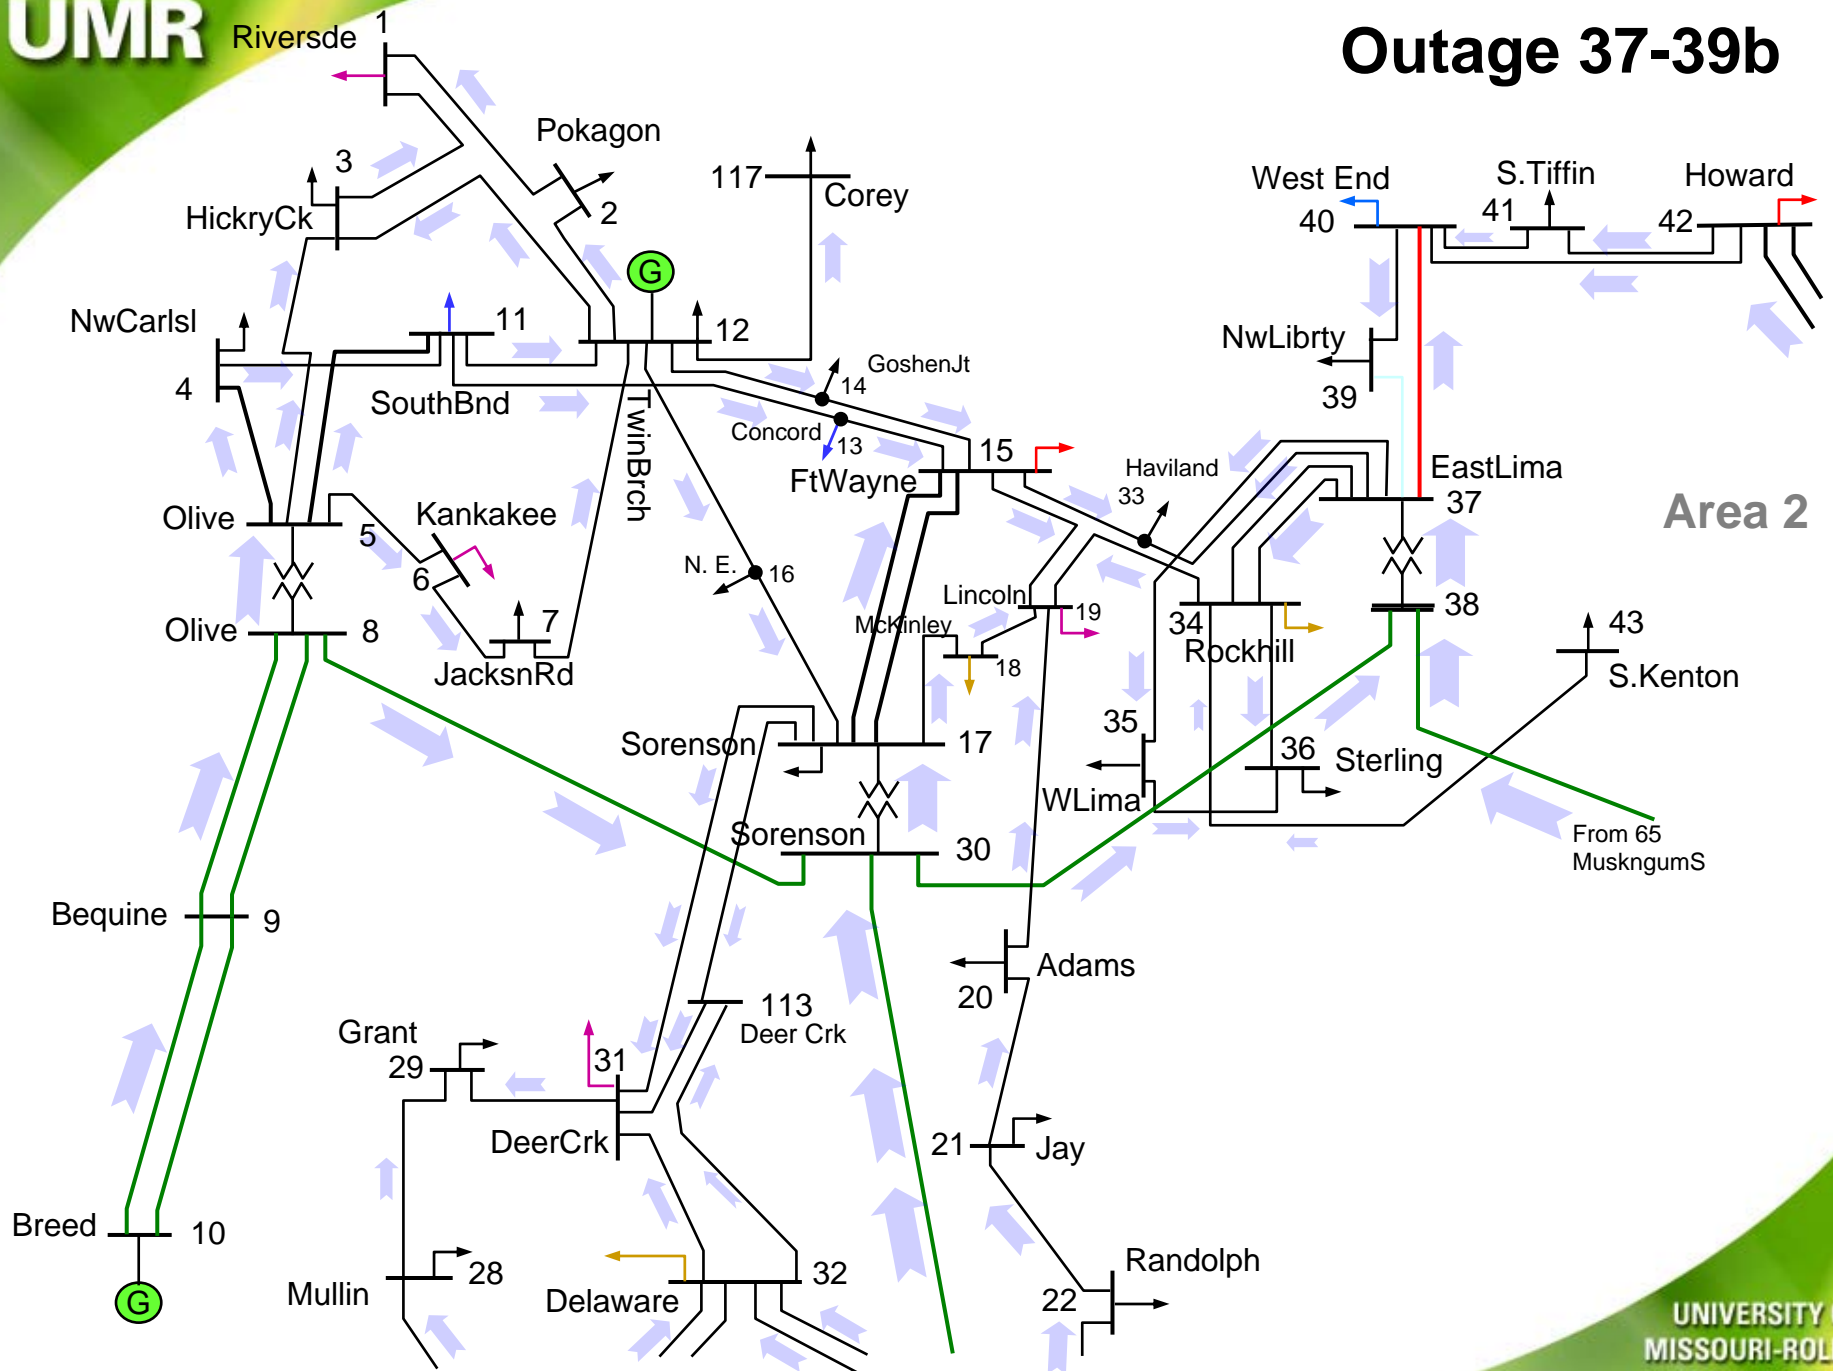 UMR
Outage 37-39b
Riversde
1
Pokagon
2
3
HickryCk
117
Corey
West End
40
S.Tiffin
41
Howard
42
G
NwCarlsl
4
11
SouthBnd
12
TwinBrch
GoshenJt
14
Concord
13
NwLibrty
39
15
FtWayne
Haviland
33
EastLima
37
Area 2
Olive
5
Kankakee
6
N. E.
16
Lincoln
19
McKinley
18
34
Rockhill
38
43
S.Kenton
Olive
8
7
JacksnRd
Sorenson
17
35
WLima
36
Sterling
Sorenson
30
From 65
MuskngumS
Bequine
9
Adams
20
113
Deer Crk
Grant
29
31
DeerCrk
21
Jay
Breed
10
G
Mullin
28
Delaware
32
Randolph
22
UNIVERSITY
MISSOURI-ROL